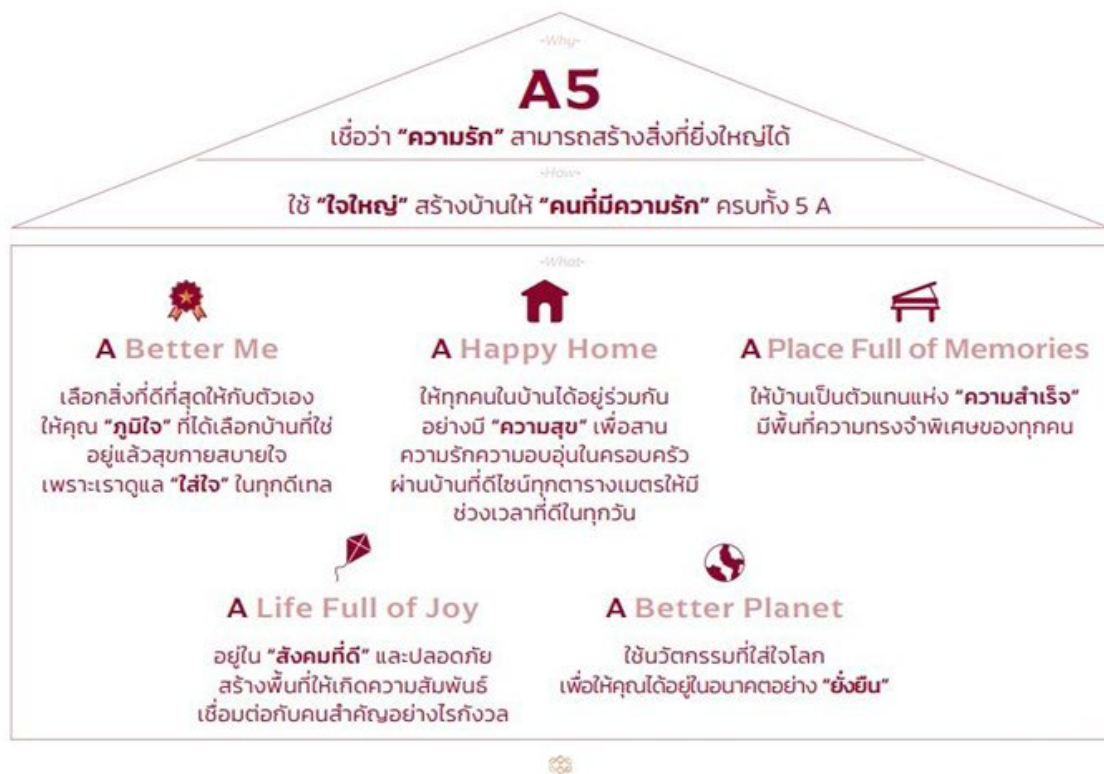 -Why-
A5
เชื่อว่า “ความรัก” สามารถสร้างสิ่งที่ยิ่งใหญ่ได้
-How-
ใช้ “ใจใหญ่” สร้างบ้านให้ “คนที่มีความรัก” ครบทั้ง 5 A
-What-
A Better Me
เลือกสิ่งที่ดีที่สุดให้กับตัวเอง
ให้คุณ “ภูมิใจ” ที่ได้เลือกบ้านที่ใช่
อยู่แล้วสุขกายสบายใจ
เพราะเราดูแล “ใส่ใจ” ในทุกดีเทล
A Happy Home
ให้ทุกคนในบ้านได้อยู่ร่วมกัน
อย่างมี “ความสุข” เพื่อสาน
ความรักความอบอุ่นในครอบครัว
ผ่านบ้านที่ดีไซน์ทุกตารางเมตรให้มี
ช่วงเวลาที่ดีในทุกวัน
A Place Full of Memories
ให้บ้านเป็นตัวแทนแห่ง “ความสำเร็จ”
มีพื้นที่ความทรงจำพิเศษของทุกคน
A Life Full of Joy
อยู่ใน “สังคมที่ดี” และปลอดภัย
สร้างพื้นที่ให้เกิดความสัมพันธ์
เชื่อมต่อกับคนสำคัญอย่างไรกังวล
A Better Planet
ใช้นวัตกรรมที่ใส่ใจโลก
เพื่อให้คุณได้อยู่ในอนาคตอย่าง “ยั่งยืน”